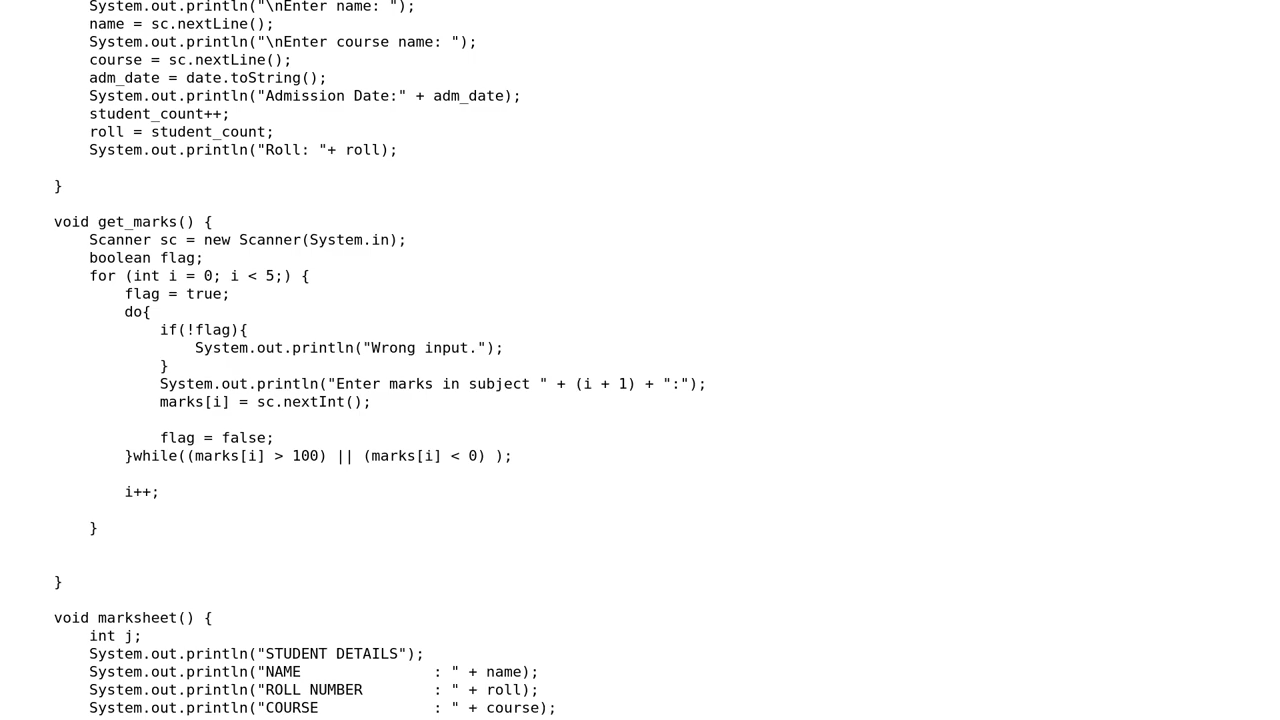 System.out.println("\nEnter name: ");
name = sc.nextLine();
System.out.println("\nEnter course name: ");
course = sc.nextLine();
adm_date = date.toString();
System.out.println("Admission Date:" + adm_date);
student_count++;
roll = student_count;
System.out.println("Roll: "+ roll);
}
void get_marks() {
Scanner sc = new Scanner(System.in);
boolean flag;
for (int i = 0; i < 5;) {
flag = true;
do{
if(!flag){
System.out.println("Wrong input.");
}
System.out.println("Enter marks in subject " + (i + 1) + ":");
marks[i] = sc.nextInt();
flag = false;
}while((marks[i] > 100) || (marks[i] < 0) );
i++;
}
}
void marksheet() {
int j;
System.out.println("STUDENT DETAILS");
System.out.println("NAME               : " + name);
System.out.println("ROLL NUMBER        : " + roll);
System.out.println("COURSE             : " + course);